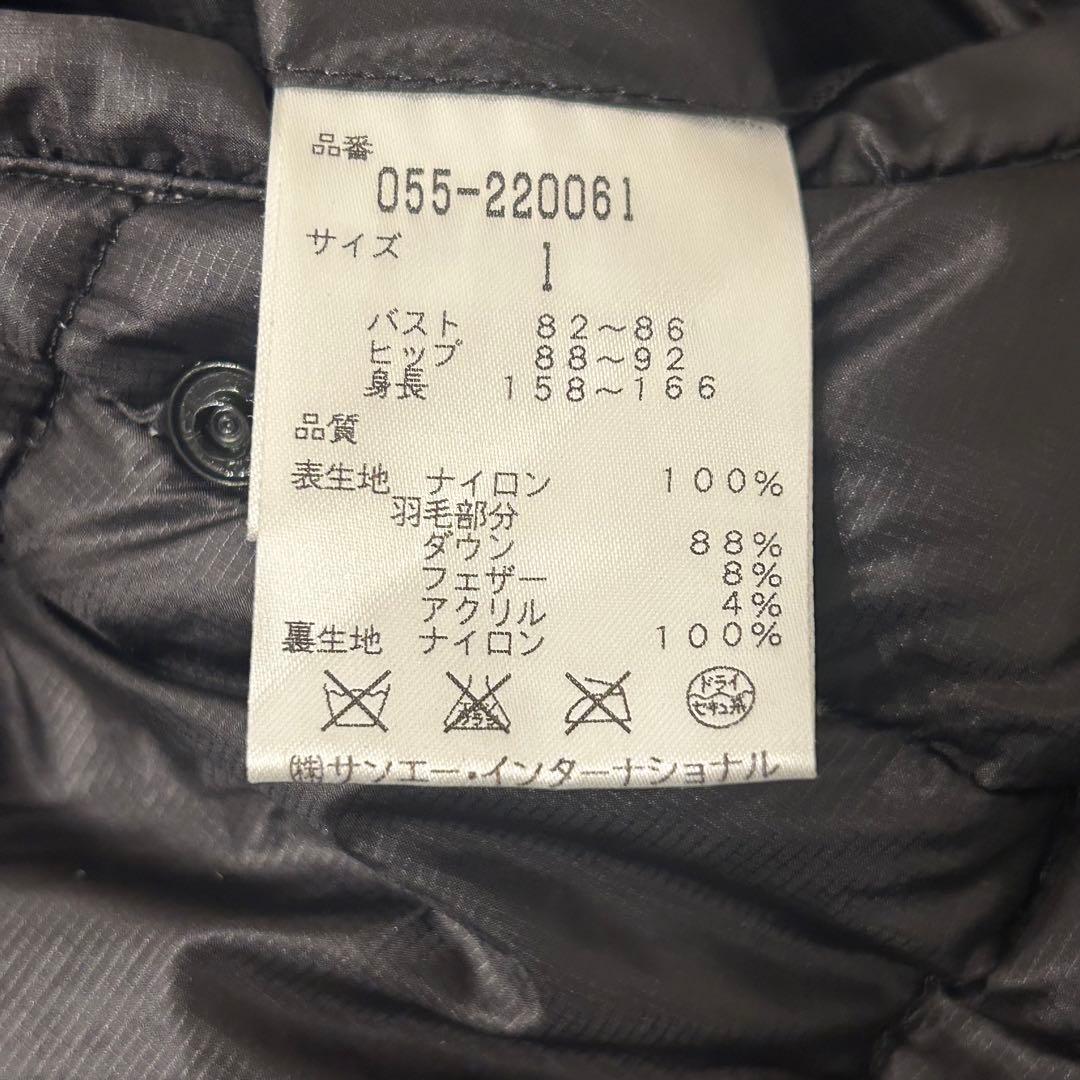 品番
055-220061
サイズ
1
バスト 82~86
ヒップ 88~92
身長 158~166
品質
表生地 ナイロン 100%
羽毛部分
ダウン 88%
フェザー 8%
アクリル 4%
裏生地 ナイロン 100%
ドライ
セキユ系
(株)サンエー・インターナショナル